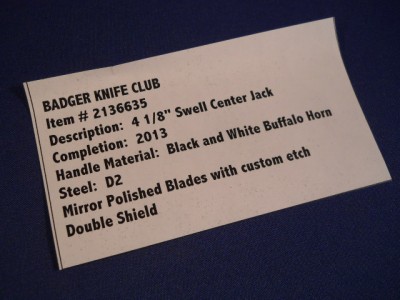 BADGER KNIFE CLUB
Item # 2136635
Description: 4 1/8" Swell Center Jack
Completion: 2013
Handle Material: Black and White Buffalo Horn
Steel: D2
Mirror Polished Blades with custom etch
Double Shield